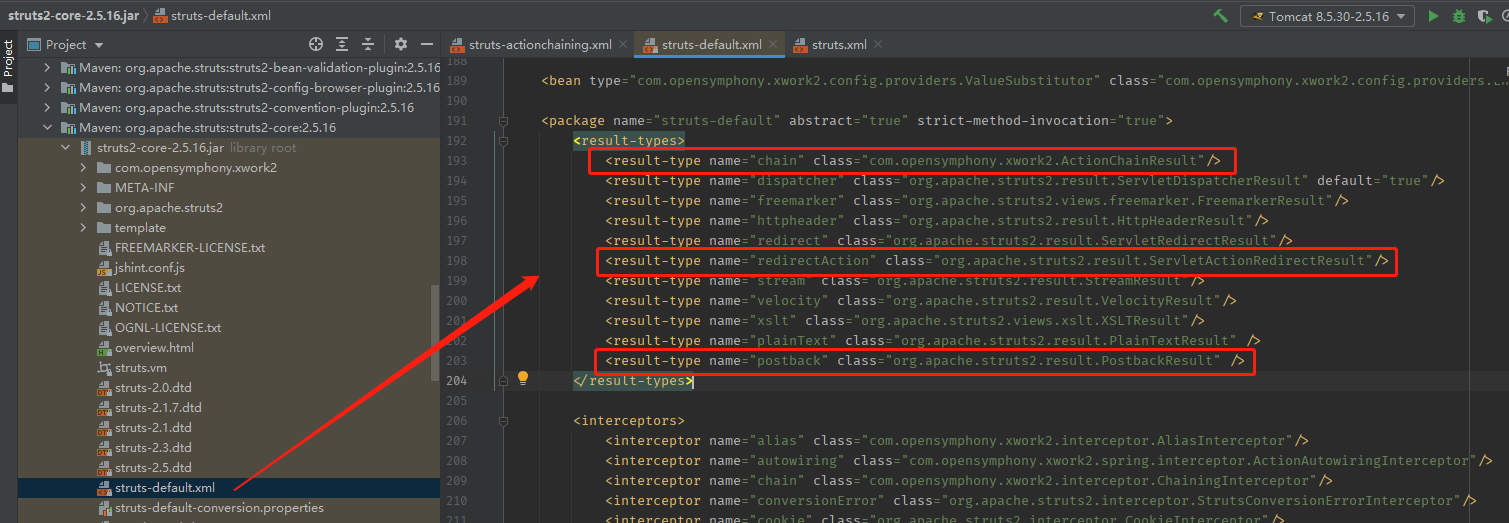 struts2-core-2.5.16.jar struts-default.xml
Tomcat 8.5.30-2.5.16
Project
Project
Maven: org.apache.struts:struts2-bean-validation-plugin:2.5.16
Maven: org.apache.struts:struts2-config-browser-plugin:2.5.16
Maven: org.apache.struts:struts2-convention-plugin:2.5.16
Maven: org.apache.struts:struts2-core:2.5.16
struts2-core-2.5.16.jar library root
com.opensymphony.xwork2
META-INF
org.apache.struts2
template
FREEMARKER-LICENSE.txt
jshint.conf.js
LICENSE.txt
NOTICE.txt
OGNL-LICENSE.txt
overview.html
struts.vm
struts-2.0.dtd
struts-2.1.7.dtd
struts-2.1.dtd
struts-2.3.dtd
struts-2.5.dtd
struts-default.xml
struts-default-conversion.properties
struts-actionchaining.xml struts-default.xml struts.xml
188
189 <bean type="com.opensymphony.xwork2.config.providers.ValueSubstitutor" class="com.opensymphony.xwork2.config.providers.
190
191 <package name="struts-default" abstract="true" strict-method-invocation="true">
192 <result-types>
193 <result-type name="chain" class="com.opensymphony.xwork2.ActionChainResult"/>
194 <result-type name="dispatcher" class="org.apache.struts2.result.ServletDispatcherResult" default="true"/>
195 <result-type name="freemarker" class="org.apache.struts2.views.freemarker.FreemarkerResult"/>
196 <result-type name="httpheader" class="org.apache.struts2.result.HttpHeaderResult"/>
197 <result-type name="redirect" class="org.apache.struts2.result.ServletRedirectResult"/>
198 <result-type name="redirectAction" class="org.apache.struts2.result.ServletActionRedirectResult"/>
199 <result-type name="stream" class="org.apache.struts2.result.StreamResult"/>
200 <result-type name="velocity" class="org.apache.struts2.result.VelocityResult"/>
201 <result-type name="xslt" class="org.apache.struts2.views.xslt.XSLTResult"/>
202 <result-type name="plainText" class="org.apache.struts2.result.PlainTextResult" />
203 <result-type name="postback" class="org.apache.struts2.result.PostbackResult" />
204 </result-types>
205
206 <interceptors>
207 <interceptor name="alias" class="com.opensymphony.xwork2.interceptor.AliasInterceptor"/>
208 <interceptor name="autowiring" class="com.opensymphony.xwork2.spring.interceptor.ActionAutowiringInterceptor"/>
209 <interceptor name="chain" class="com.opensymphony.xwork2.interceptor.ChainingInterceptor"/>
210 <interceptor name="conversionError" class="org.apache.struts2.interceptor.StrutsConversionErrorInterceptor"/>
211 <interceptor name="cookie" class="org.apache.struts2.interceptor.CookieInterceptor"/>